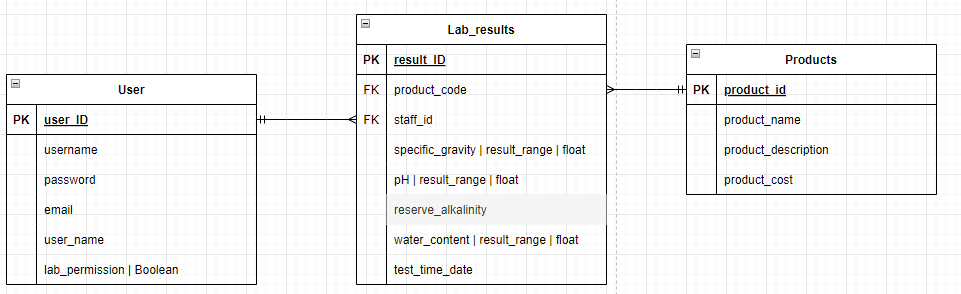 User
PK user_ID
username
password
email
user_name
lab_permission | Boolean
Lab_results
PK result_ID
FK product_code
FK staff_id
specific_gravity | result_range | float
pH | result_range | float
reserve_alkalinity
water_content | result_range | float
test_time_date
Products
PK product_id
product_name
product_description
product_cost